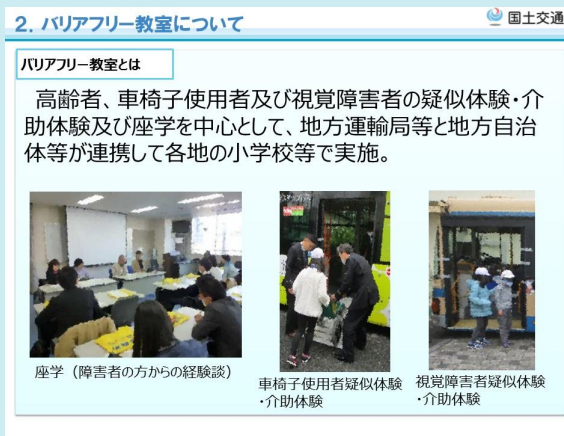 2．バリアフリー教室について
国土交通
バリアフリー教室とは
高齢者、車椅子使用者及び視覚障害者の疑似体験・介
助体験及び座学を中心として、地方運輸局等と地方自治
体等が連携して各地の小学校等で実施。
座学（障害者の方からの経験談）
車椅子使用者疑似体験
・介助体験
視覚障害者疑似体験
・介助体験